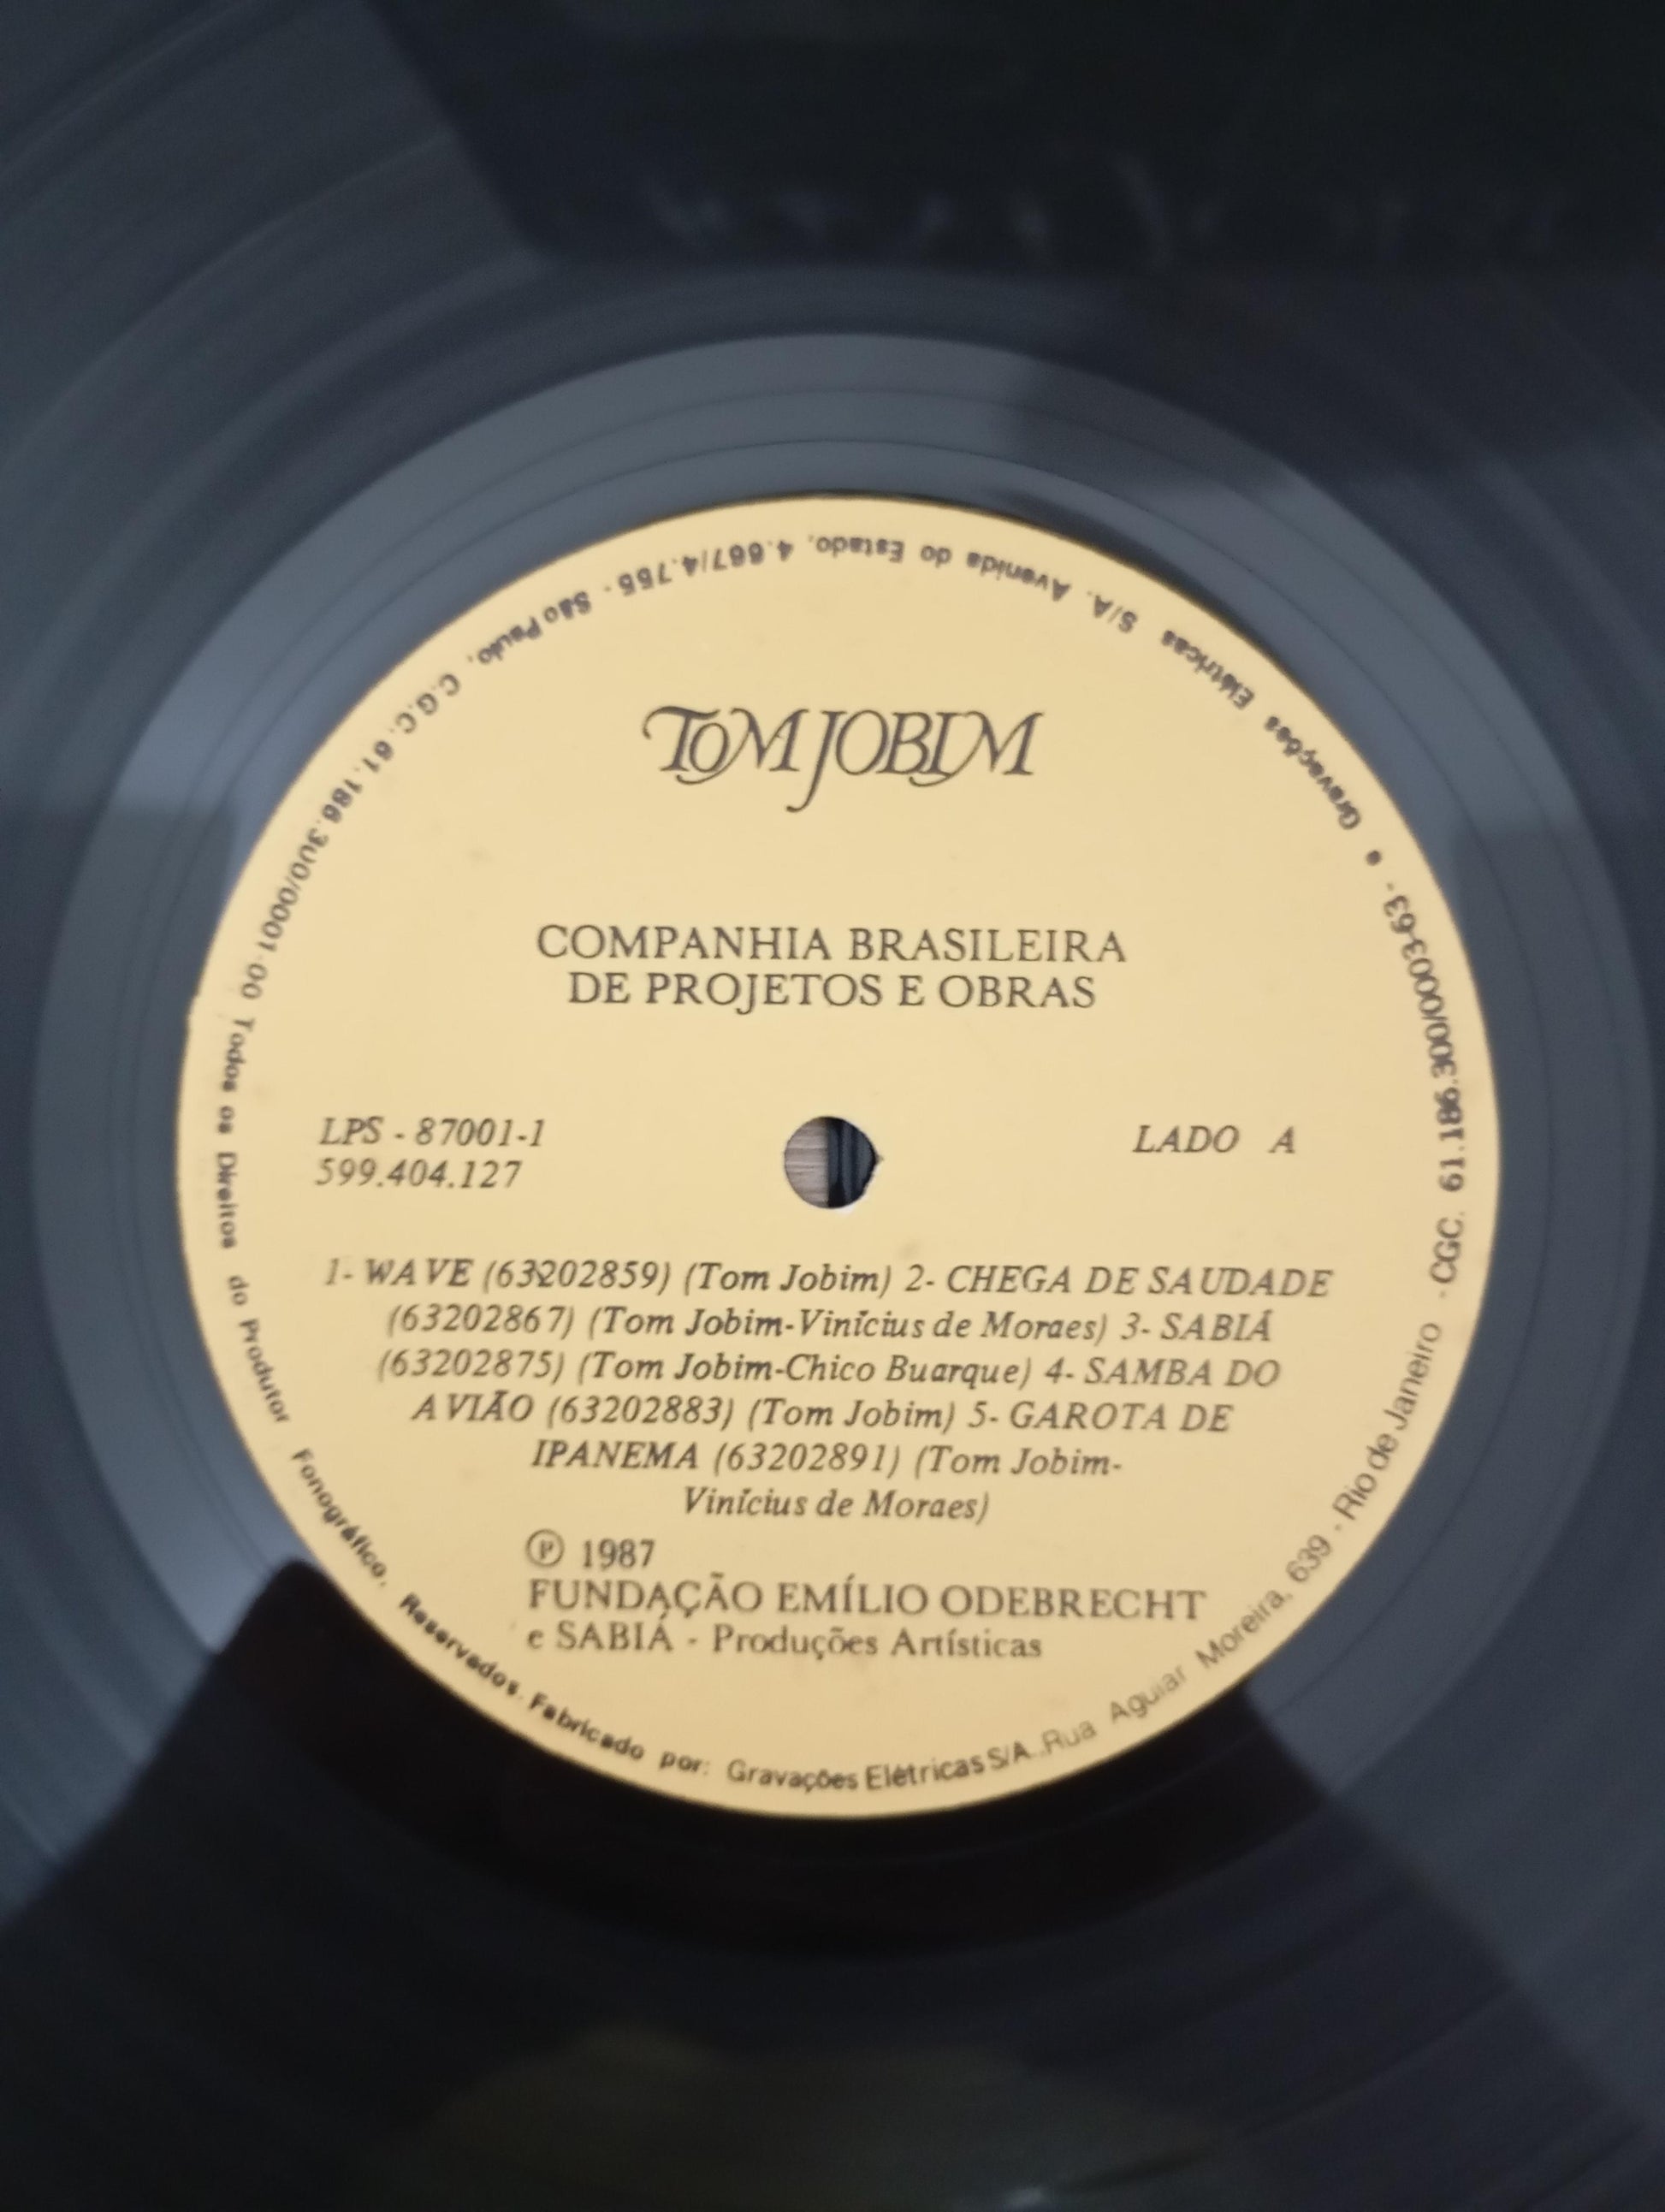 TOM JOBIM
COMPANHIA BRASILEIRA
DE PROJETOS E OBRAS
LPS - 87001-1
599.404.127
LADO A
1- WAVE (63202859) (Tom Jobim) 2- CHEGA DE SAUDADE
(63202867) (Tom Jobim-Vinícius de Moraes) 3- SABIÁ
(63202875) (Tom Jobim-Chico Buarque) 4- SAMBA DO
AVIÃO (63202883) (Tom Jobim) 5- GAROTA DE
IPANEMA (63202891) (Tom Jobim-
Vinícius de Moraes)
℗ 1987
FUNDAÇÃO EMÍLIO ODEBRECHT
e SABIÁ - Produções Artísticas
Gravações Elétricas S/A. Avenida do Estado, 4.667/4.755 - São Paulo, C.G.C. 61.186.300/0001-00 Todos os Direitos do Produtor Fonográfico. Reservados. Fabricado por: Gravações Elétricas S/A..Rua Aguiar Moreira, 639 - Rio de Janeiro - CGC. 61.186.300/0003-63- •